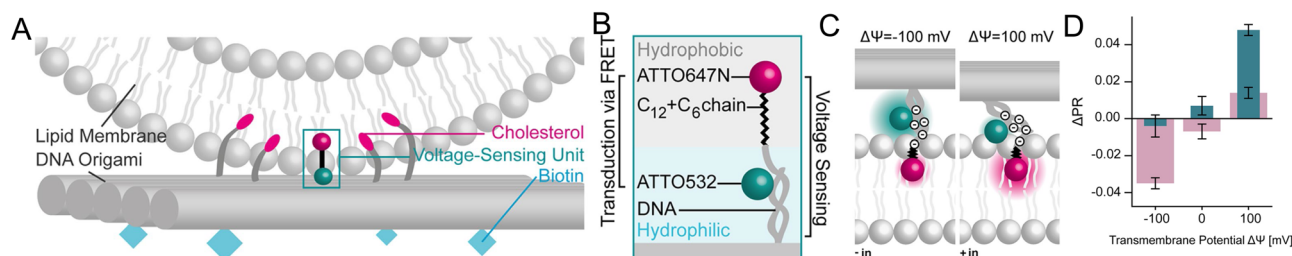 A
Lipid Membrane
DNA Origami
Cholesterol
Voltage-Sensing Unit
Biotin
B
Transduction via FRET
Hydrophobic
ATTO647N
C12+C6chain
ATTO532
DNA
Hydrophilic
Voltage Sensing
C
ΔΨ=-100 mV
ΔΨ=100 mV
- in
+ in
D
ΔPR
0.04
0.02
0.00
-0.02
-0.04
-100
0
100
Transmembrane Potential ΔΨ [mV]